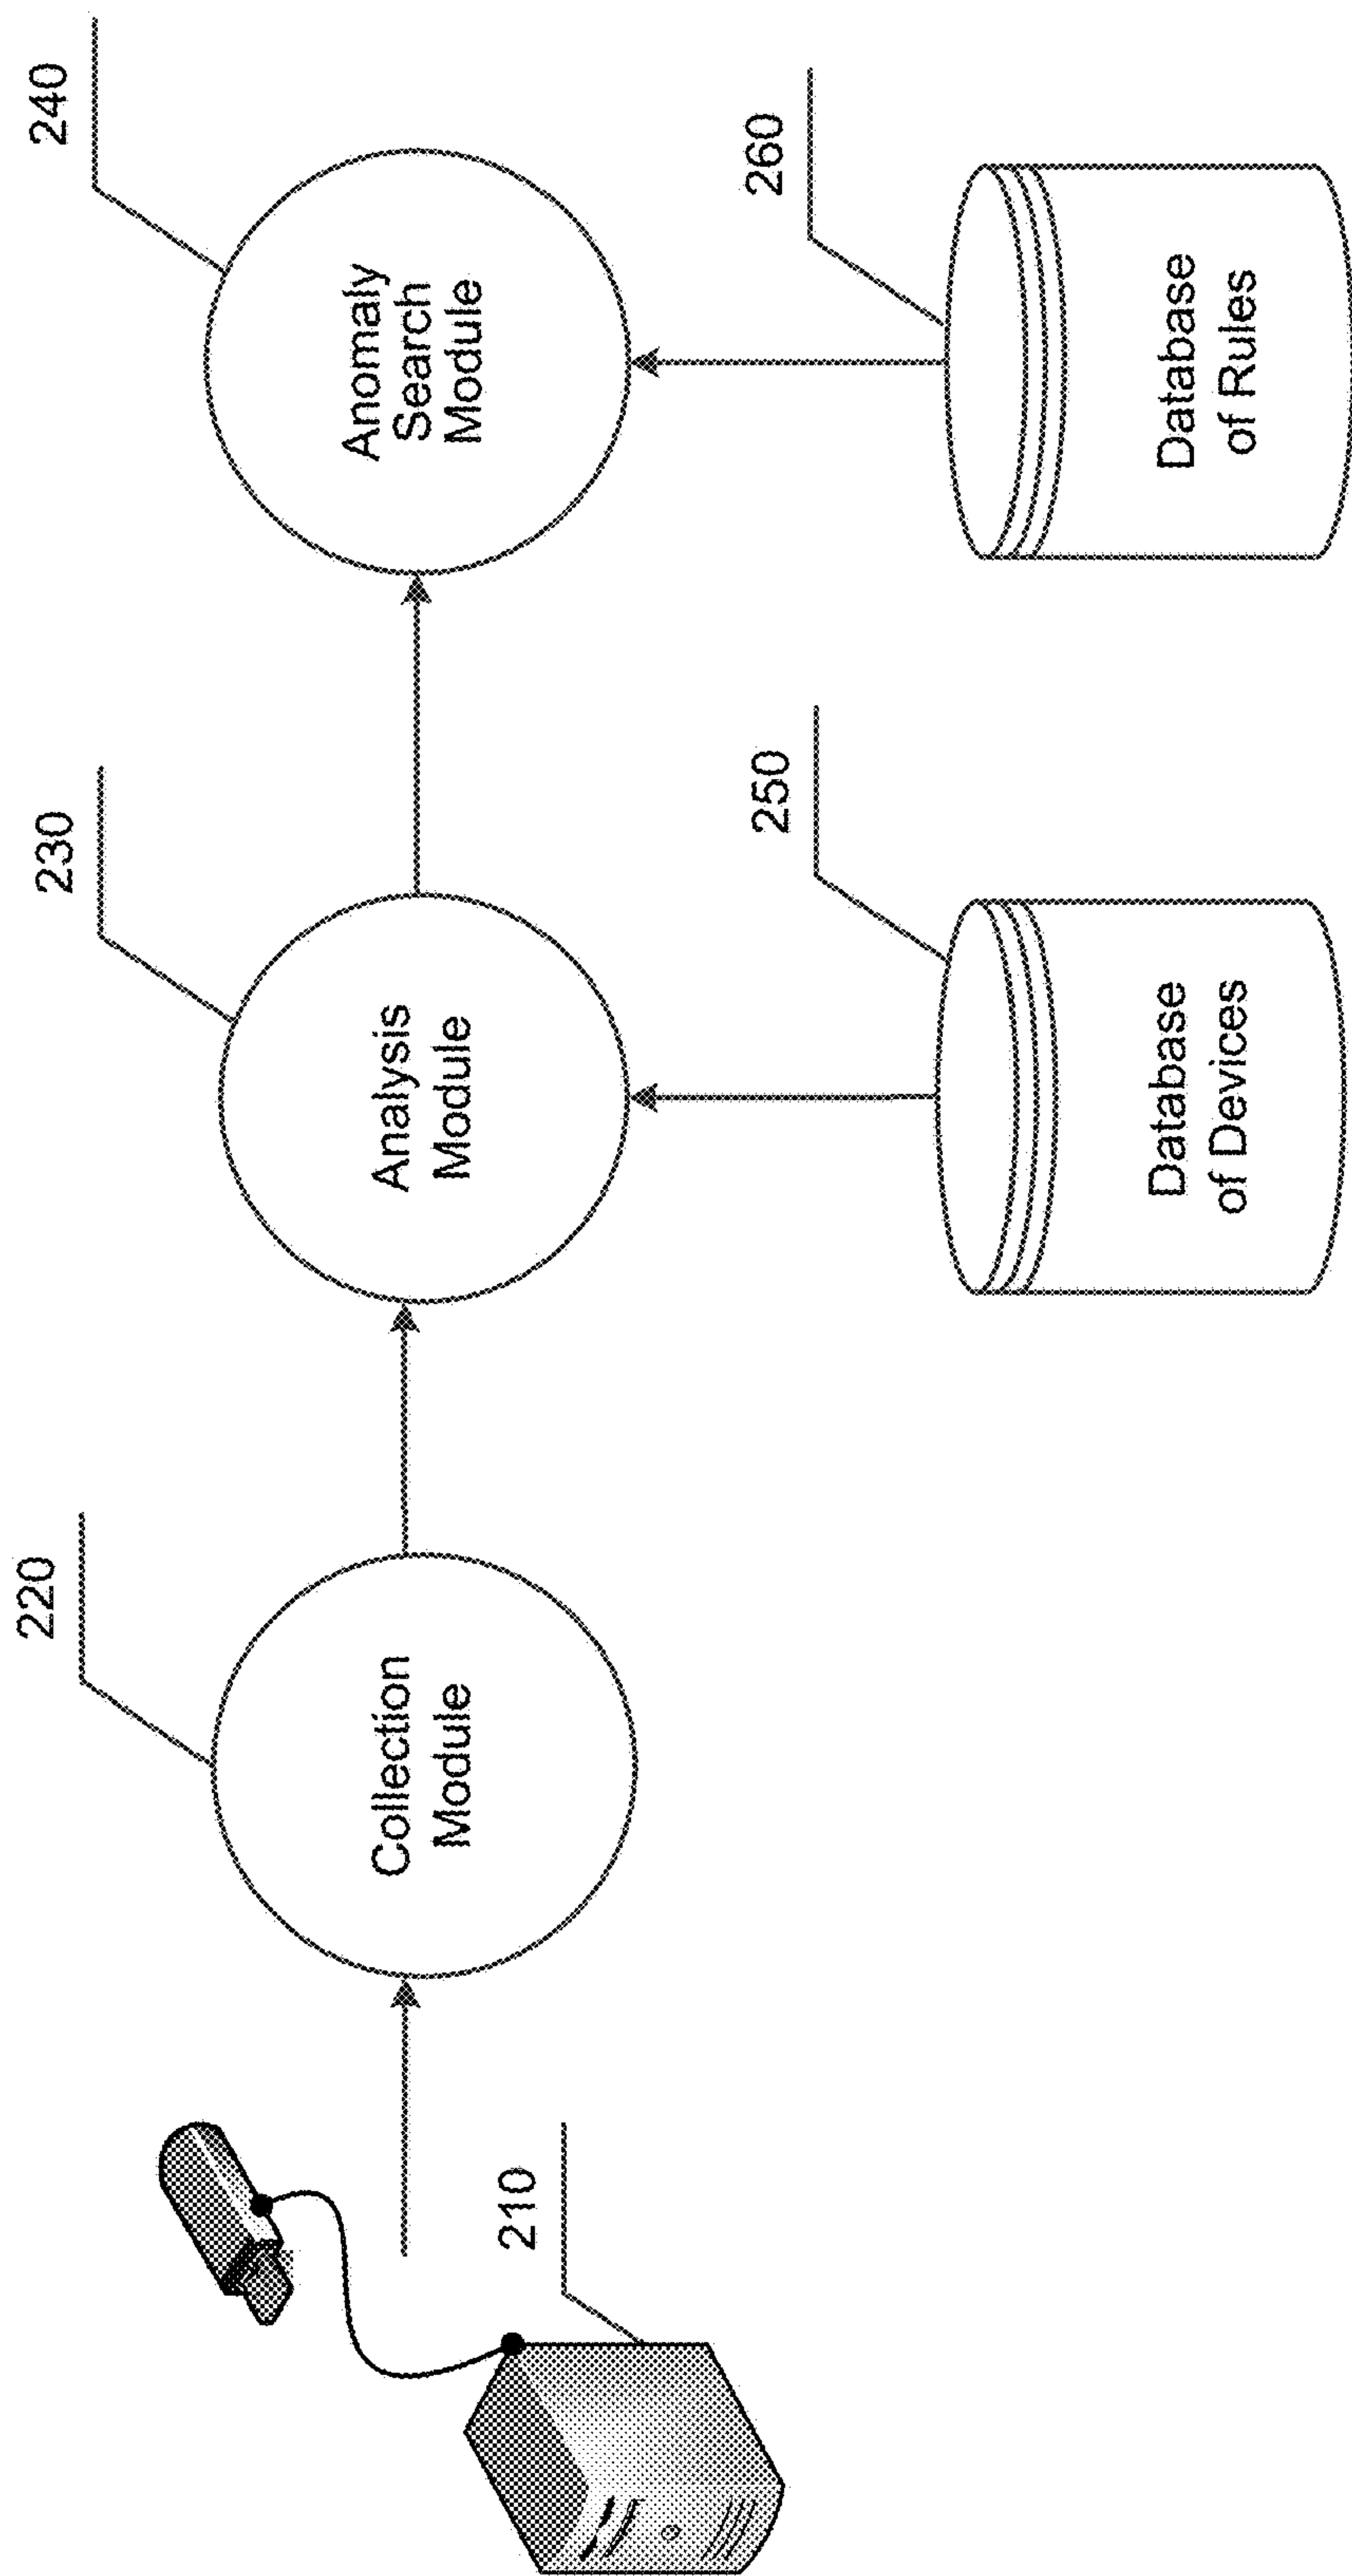 210
220
Collection
Module
230
Analysis
Module
240
Anomaly
Search
Module
250
Database
of Devices
260
Database
of Rules